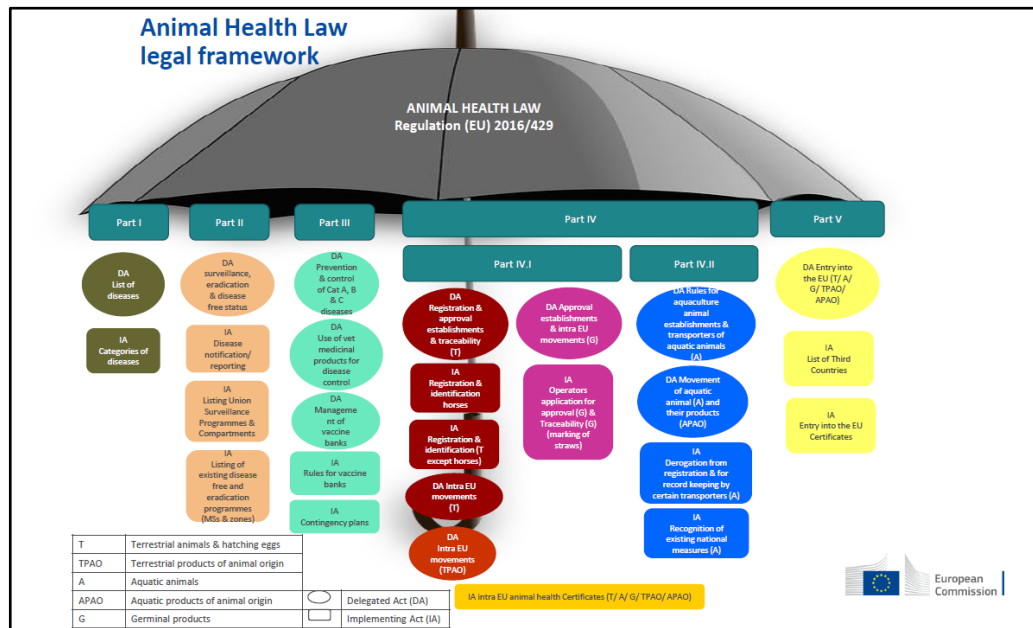 Animal Health Law
legal framework
ANIMAL HEALTH LAW
Regulation (EU) 2016/429
Part I
Part II
Part III
Part IV
Part V
Part IV.I
Part IV.II
DA
List of
diseases
IA
Categories of
diseases
DA
surveillance,
eradication
& disease
free status
IA
Disease
notification/
reporting
IA
Listing Union
Surveillance
Programmes &
Compartments
IA
Listing of
existing disease
free and
eradication
programmes
(MSs & zones)
DA
Prevention
& control
of Cat A, B
& C
diseases
DA
Use of vet
medicinal
products for
disease
control
DA
Managem
ent of
vaccine
banks
IA
Rules for vaccine
banks
IA
Contingency plans
DA
Registration &
approval
establishments
& traceability
(T)
IA
Registration &
identification
horses
IA
Registration &
identification (T
except horses)
DA Intra EU
movements
(T)
DA
Intra EU
movements
(TPAO)
DA Approval
establishments
& intra EU
movements (G)
IA
Operators
application for
approval (G) &
Traceability (G)
(marking of
straws)
DA Rules for
aquaculture
animal
establishments &
transporters of
aquatic animals
(A)
DA Movement
of aquatic
animal (A) and
their products
(APAO)
IA
Derogation from
registration & for
record keeping by
certain transporters (A)
IA
Recognition of
existing national
measures (A)
DA Entry into
the EU (T/ A/
G/ TPAO/
APAO)
IA
List of Third
Countries
IA
Entry into the EU
Certificates
IA intra EU animal health Certificates (T/ A/ G/ TPAO/ APAO)
T Terrestrial animals & hatching eggs
TPAO Terrestrial products of animal origin
A Aquatic animals
APAO Aquatic products of animal origin Delegated Act (DA)
G Germinal products Implementing Act (IA)
European
Commission